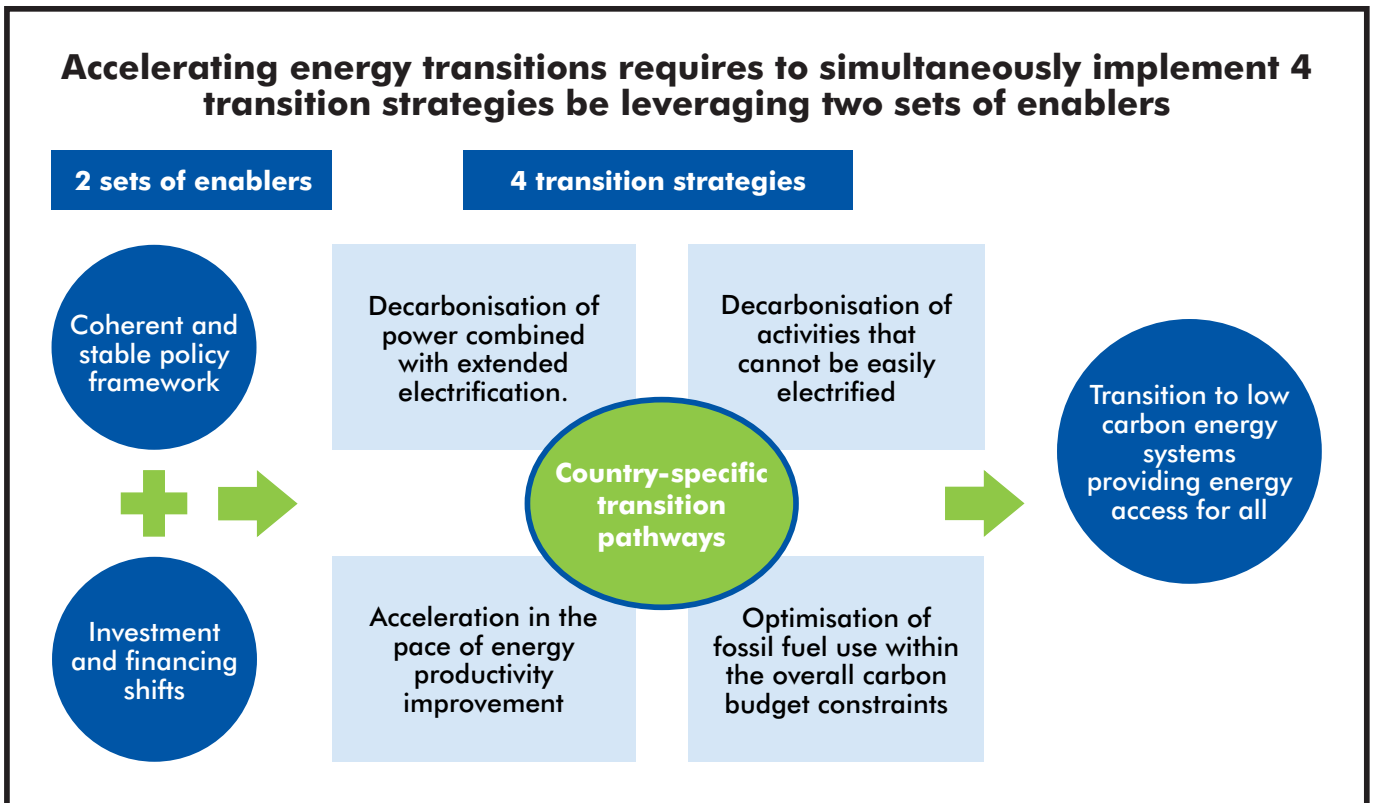 Accelerating energy transitions requires to simultaneously implement 4
transition strategies be leveraging two sets of enablers
2 sets of enablers
4 transition strategies
Coherent and
stable policy
framework
Investment
and financing
shifts
Decarbonisation of
power combined
with extended
electrification.
Decarbonisation of
activities that
cannot be easily
electrified
Country-specific
transition
pathways
Acceleration in the
pace of energy
productivity
improvement
Optimisation of
fossil fuel use within
the overall carbon
budget constraints
Transition to low
carbon energy
systems
providing energy
access for all